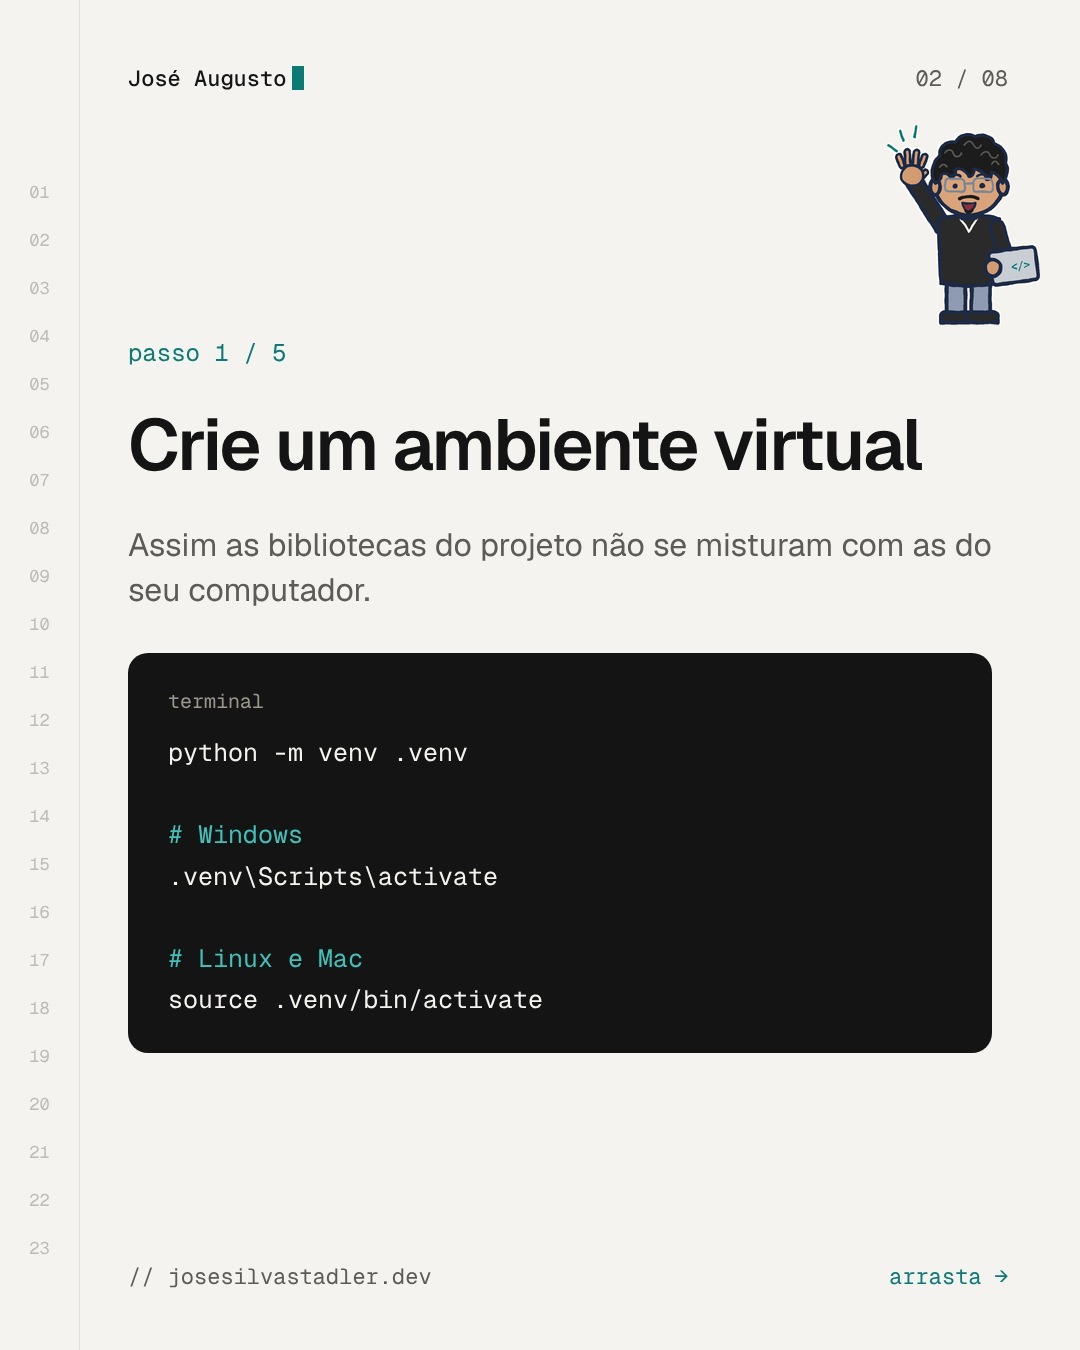 José Augusto
02 / 08
passo 1 / 5
Crie um ambiente virtual
Assim as bibliotecas do projeto não se misturam com as do
seu computador.
terminal
python -m venv .venv
# Windows
.venv\Scripts\activate
# Linux e Mac
source .venv/bin/activate
</>
01
02
03
04
05
06
07
08
09
10
11
12
13
14
15
16
17
18
19
20
21
22
23
// josesilvastadler.dev
arrasta →